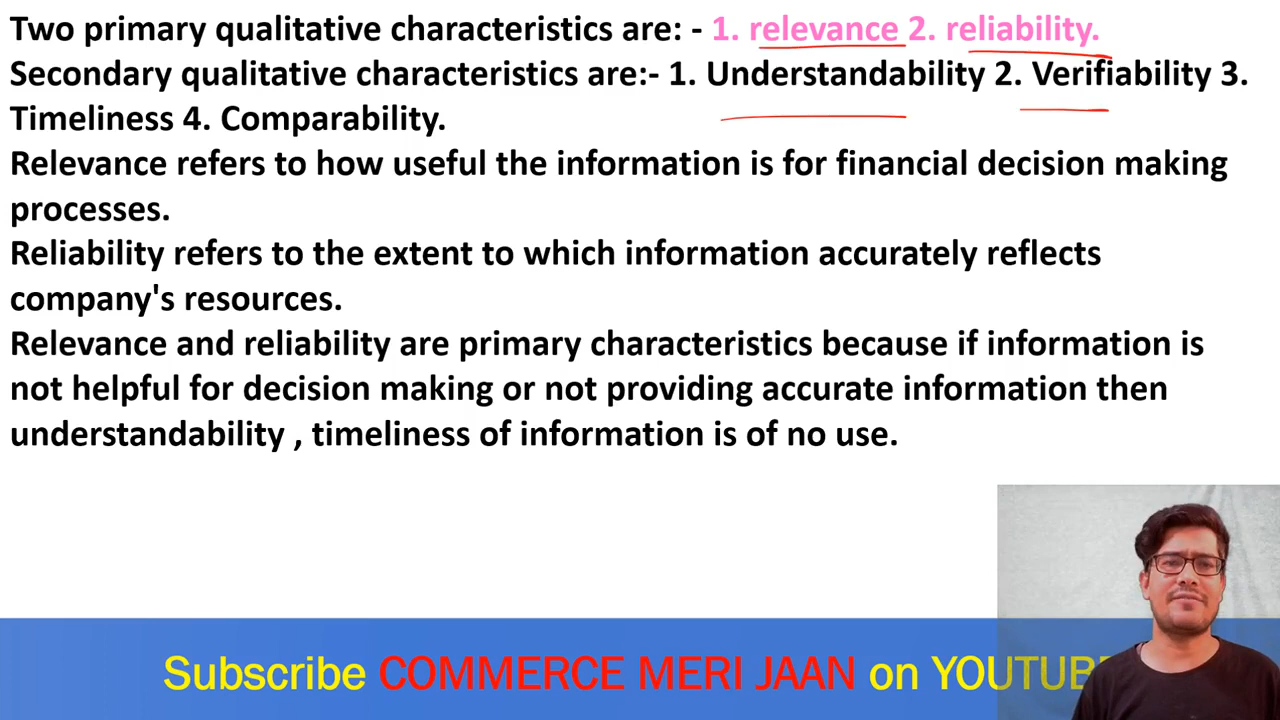 Two primary qualitative characteristics are: - 1. relevance 2. reliability.
Secondary qualitative characteristics are:- 1. Understandability 2. Verifiability 3.
Timeliness 4. Comparability.
Relevance refers to how useful the information is for financial decision making
processes.
Reliability refers to the extent to which information accurately reflects
company's resources.
Relevance and reliability are primary characteristics because if information is
not helpful for decision making or not providing accurate information then
understandability , timeliness of information is of no use.
Subscribe COMMERCE MERI JAAN on YOUTUBE